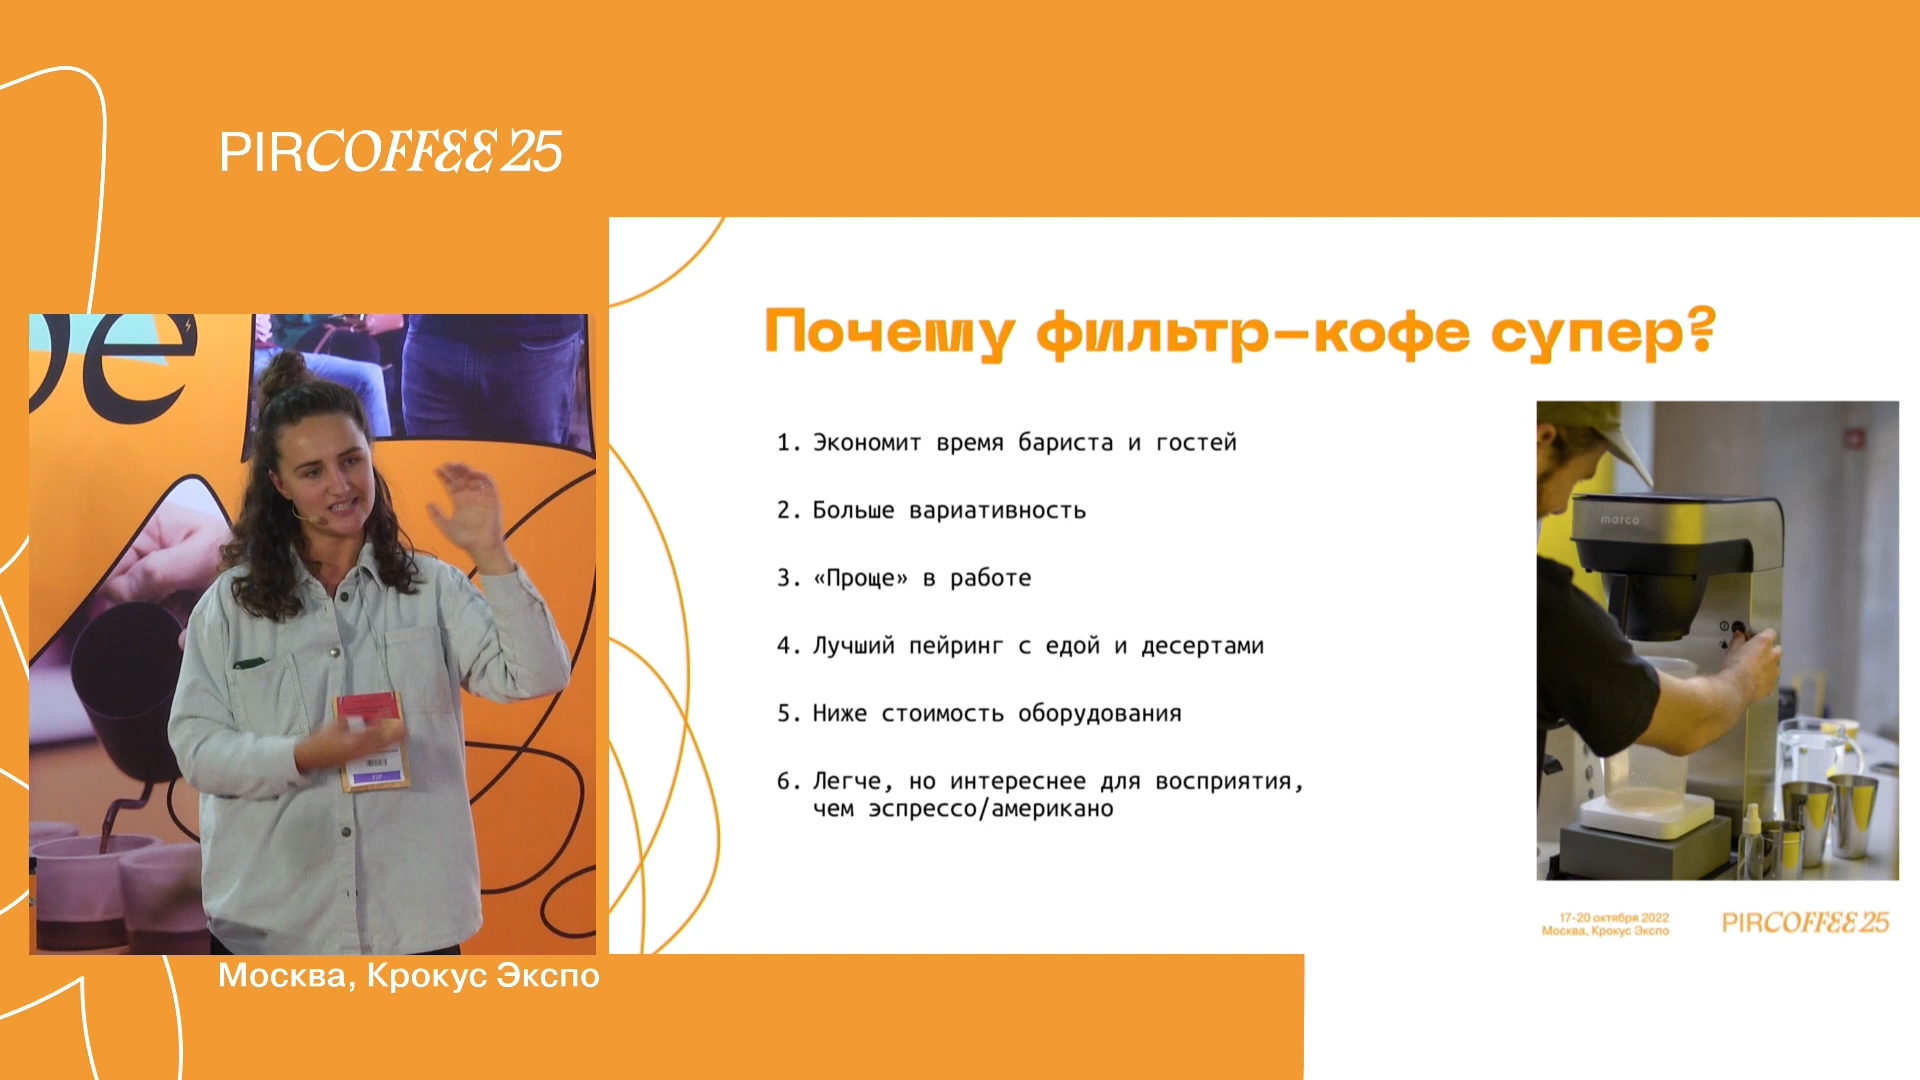 PIRCOFFEE 25
Почему фильтр-кофе супер?
1. Экономит время бариста и гостей
2. Больше вариативность
3. «Проще» в работе
4. Лучший пейринг с едой и десертами
5. Ниже стоимость оборудования
6. Легче, но интереснее для восприятия,
чем эспрессо/американо
marco
VIP
17-20 октября 2022
Москва, Крокус Экспо
PIRCOFFEE 25
Москва, Крокус Экспо